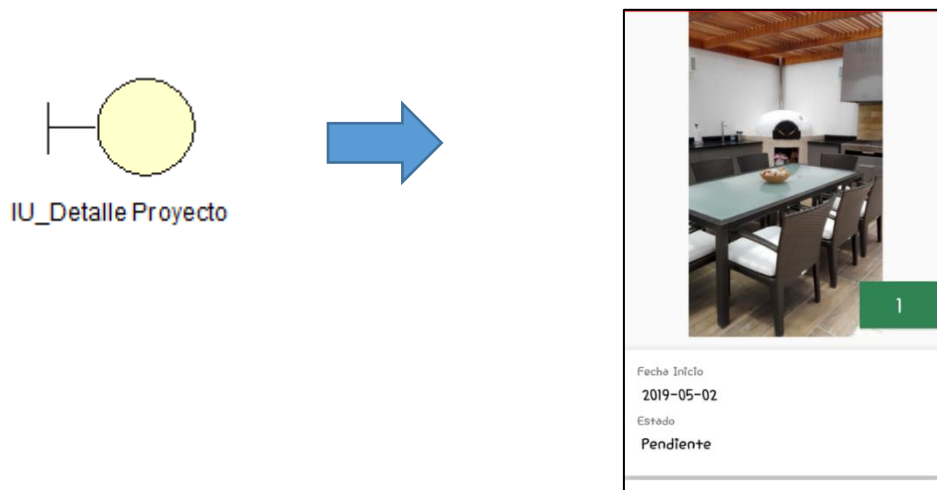 IU_Detalle Proyecto
1
Fecha Inicio
2019-05-02
Estado
Pendiente